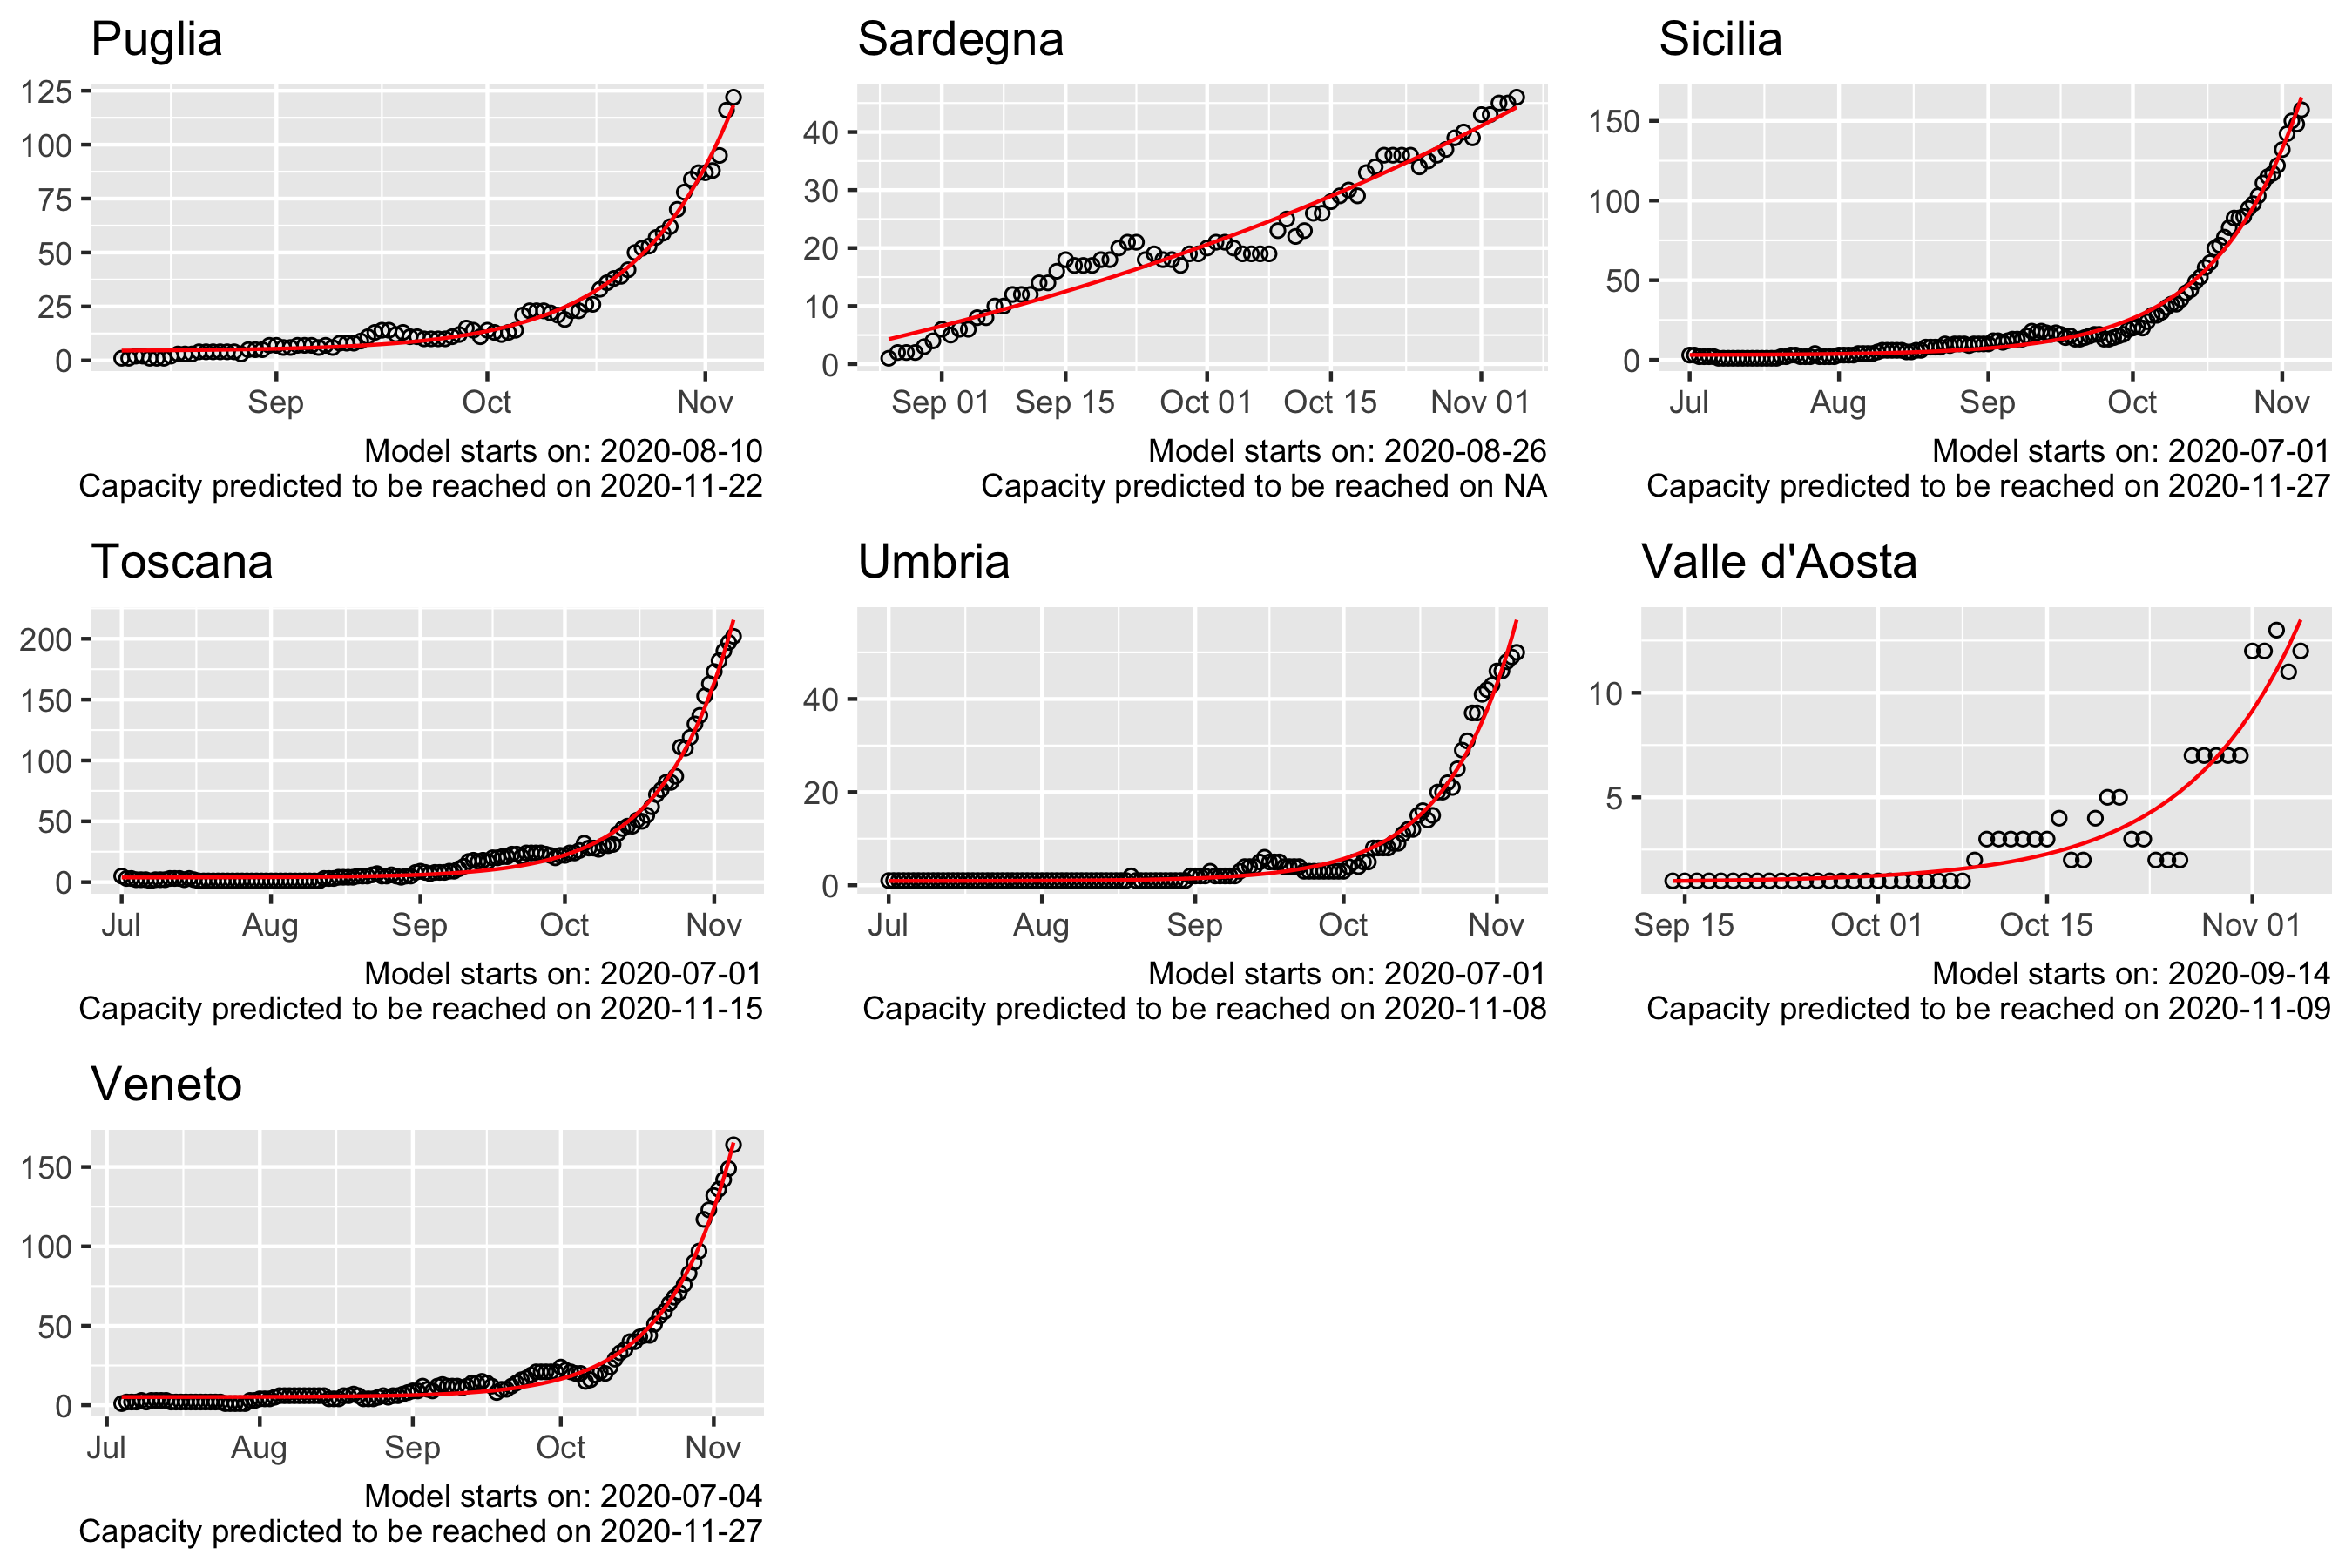 Puglia
125
100
75
50
25
0
Sep Oct Nov
Model starts on: 2020-08-10
Capacity predicted to be reached on 2020-11-22
Sardegna
40
30
20
10
0
Sep 01 Sep 15 Oct 01 Oct 15 Nov 01
Model starts on: 2020-08-26
Capacity predicted to be reached on NA
Sicilia
150
100
50
0
Jul Aug Sep Oct Nov
Model starts on: 2020-07-01
Capacity predicted to be reached on 2020-11-27
Toscana
200
150
100
50
0
Jul Aug Sep Oct Nov
Model starts on: 2020-07-01
Capacity predicted to be reached on 2020-11-15
Umbria
40
20
0
Jul Aug Sep Oct Nov
Model starts on: 2020-07-01
Capacity predicted to be reached on 2020-11-08
Valle d'Aosta
10
5
Sep 15 Oct 01 Oct 15 Nov 01
Model starts on: 2020-09-14
Capacity predicted to be reached on 2020-11-09
Veneto
150
100
50
0
Jul Aug Sep Oct Nov
Model starts on: 2020-07-04
Capacity predicted to be reached on 2020-11-27